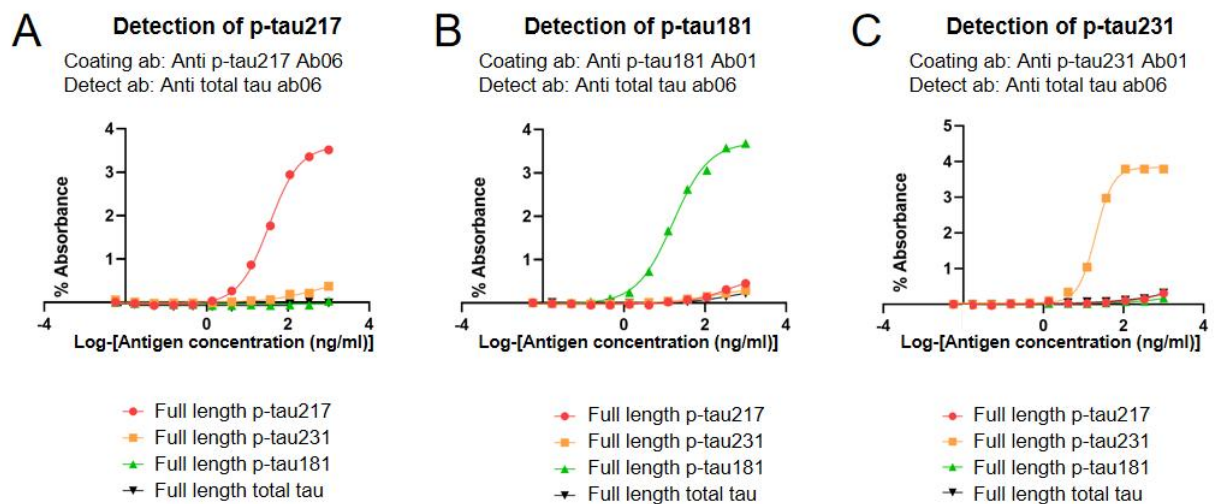 A
Detection of p-tau217
Coating ab: Anti p-tau217 Ab06
Detect ab: Anti total tau ab06
% Absorbance
4
3
2
1
-4
0
2
4
Log-[Antigen concentration (ng/ml)]
Full length p-tau217
Full length p-tau231
Full length p-tau181
Full length total tau
B
Detection of p-tau181
Coating ab: Anti p-tau181 Ab01
Detect ab: Anti total tau ab06
% Absorbance
4
3
2
1
-4
0
2
4
Log-[Antigen concentration (ng/ml)]
Full length p-tau217
Full length p-tau231
Full length p-tau181
Full length total tau
C
Detection of p-tau231
Coating ab: Anti p-tau231 Ab01
Detect ab: Anti total tau ab06
% Absorbance
5
4
3
2
1
-4
0
2
4
Log-[Antigen concentration (ng/ml)]
Full length p-tau217
Full length p-tau231
Full length p-tau181
Full length total tau